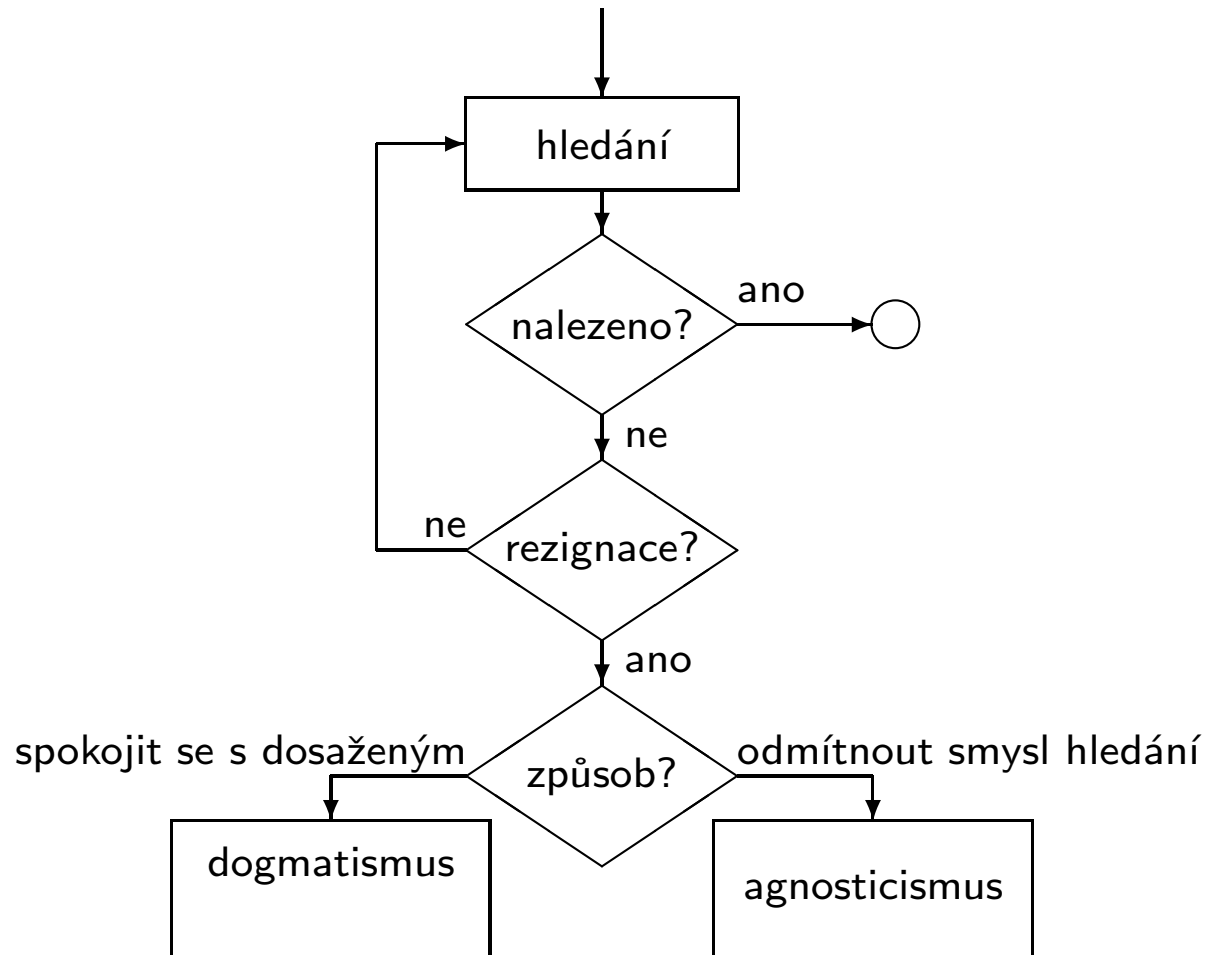 hledání
ano
nalezeno?
ne
ne
rezignace?
ano
spokojit se s dosaženým
odmítnout smysl hledání
způsob?
dogmatismus
agnosticismus